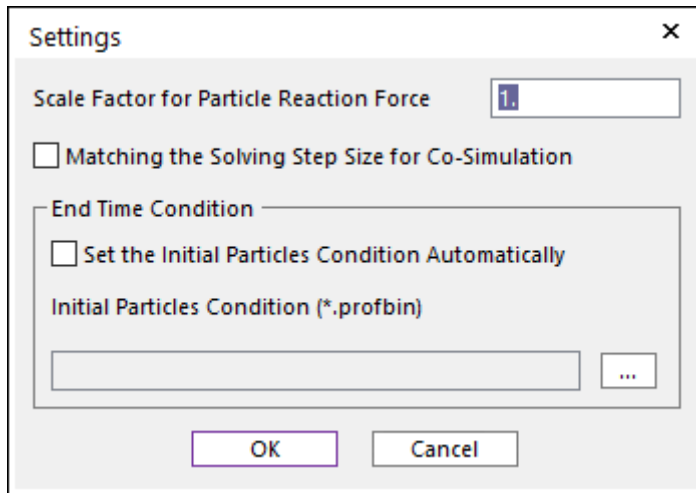 Settings
Scale Factor for Particle Reaction Force 1.
Matching the Solving Step Size for Co-Simulation
End Time Condition
Set the Initial Particles Condition Automatically
Initial Particles Condition (*.profbin)
...
OK Cancel